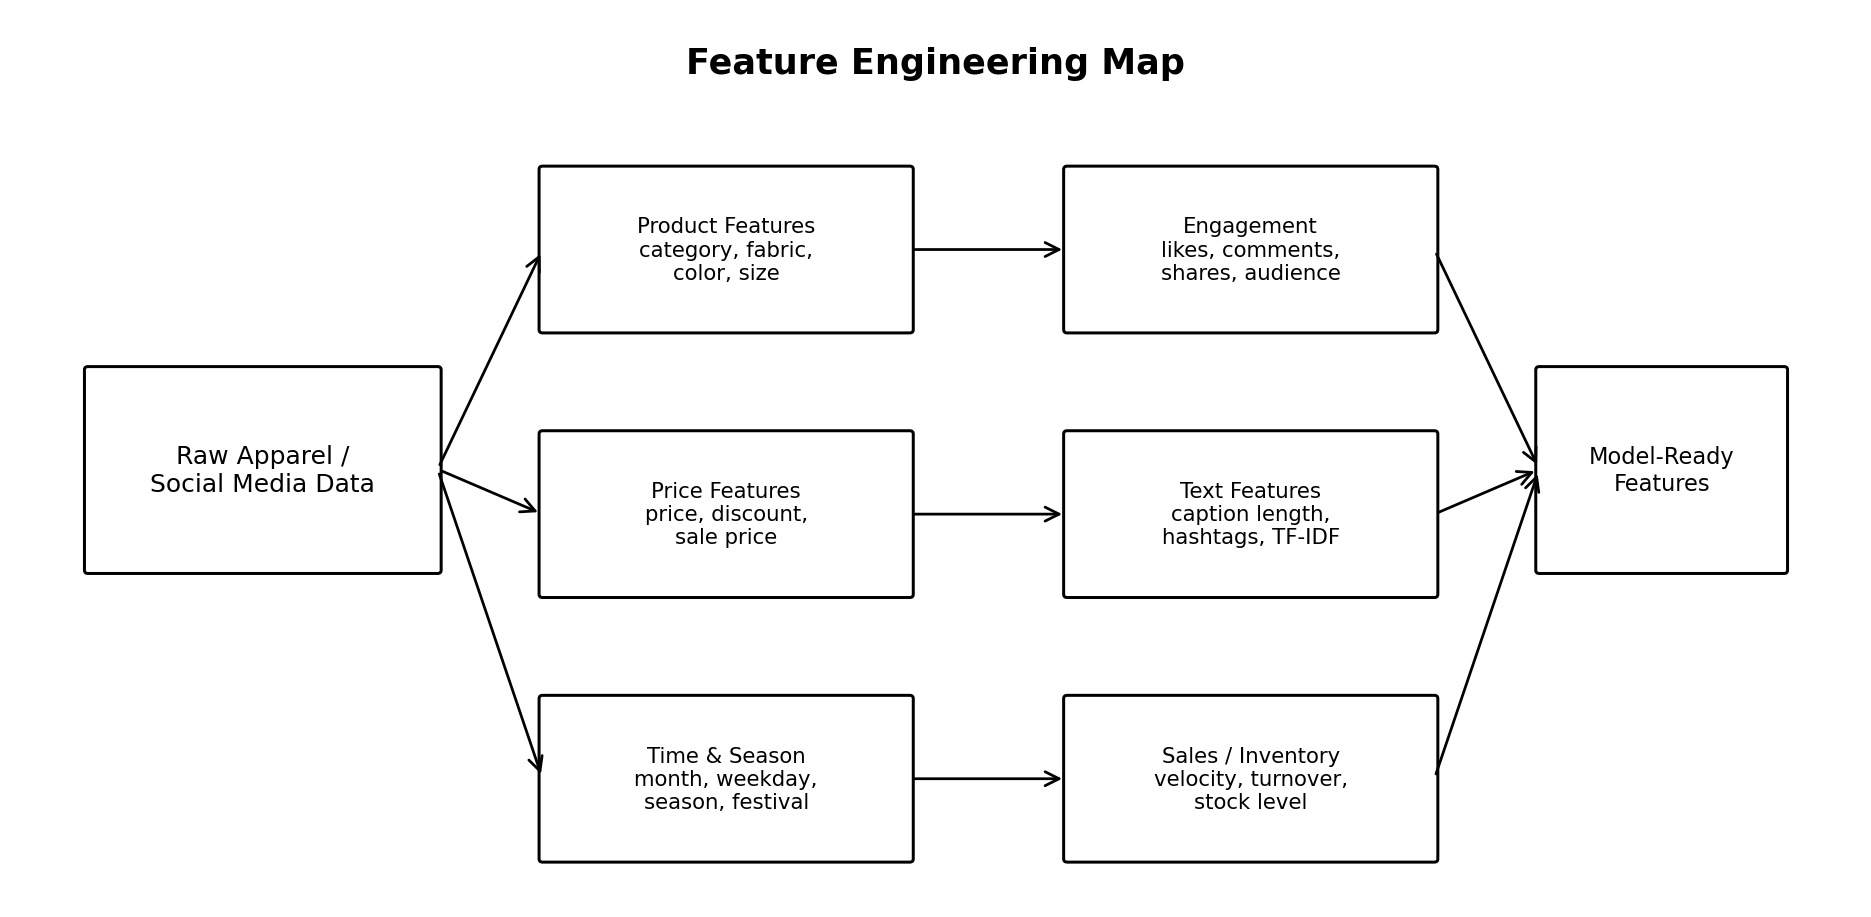 Feature Engineering Map
Raw Apparel /
Social Media Data
Product Features
category, fabric,
color, size
Engagement
likes, comments,
shares, audience
Price Features
price, discount,
sale price
Text Features
caption length,
hashtags, TF-IDF
Time & Season
month, weekday,
season, festival
Sales / Inventory
velocity, turnover,
stock level
Model-Ready
Features